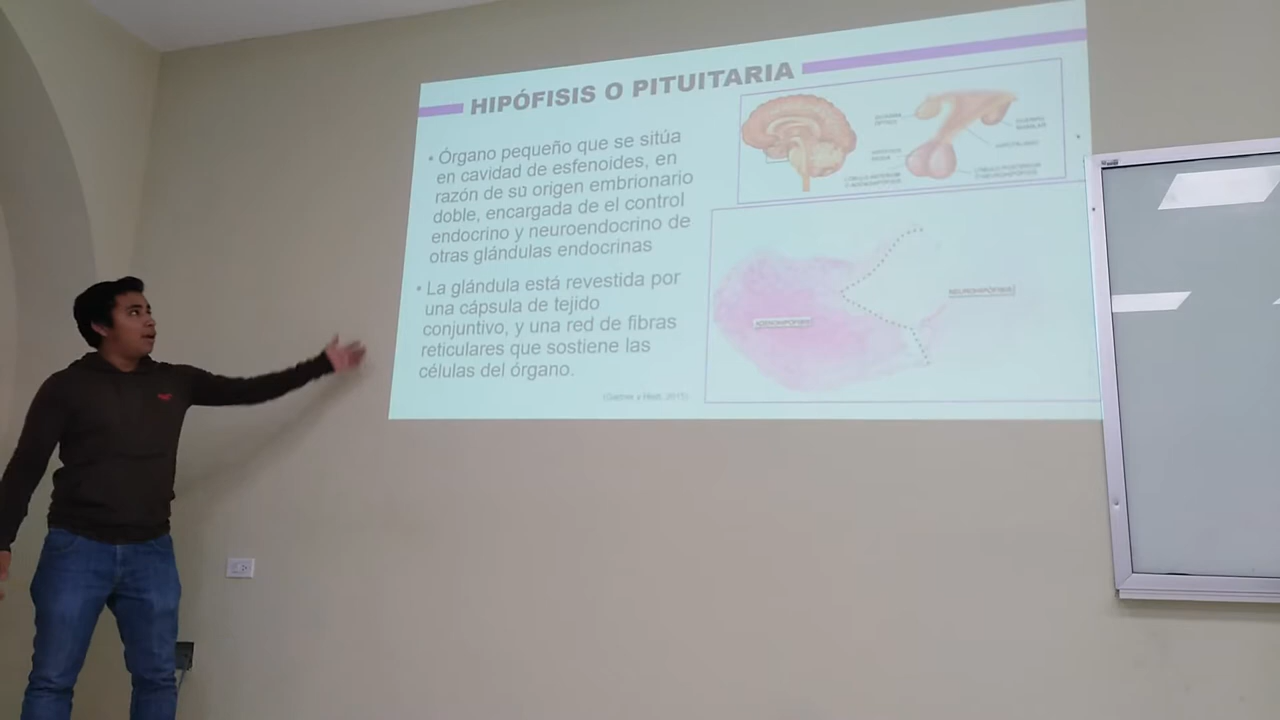 HIPÓFISIS O PITUITARIA
• Órgano pequeño que se sitúa
en cavidad de esfenoides, en
razón de su origen embrionario
doble, encargada de el control
endocrino y neuroendocrino de
otras glándulas endocrinas
• La glándula está revestida por
una cápsula de tejido
conjuntivo, y una red de fibras
reticulares que sostiene las
células del órgano.
ADENOHIPÓFISIS
NEUROHIPÓFISIS